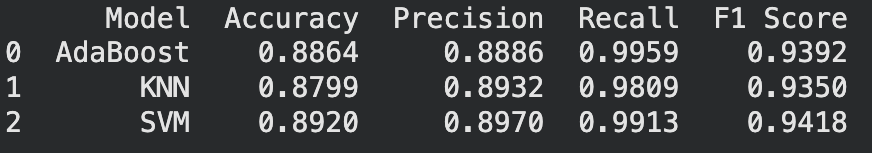 Model Accuracy Precision Recall F1 Score
0 AdaBoost 0.8864 0.8886 0.9959 0.9392
1 KNN 0.8799 0.8932 0.9809 0.9350
2 SVM 0.8920 0.8970 0.9913 0.9418